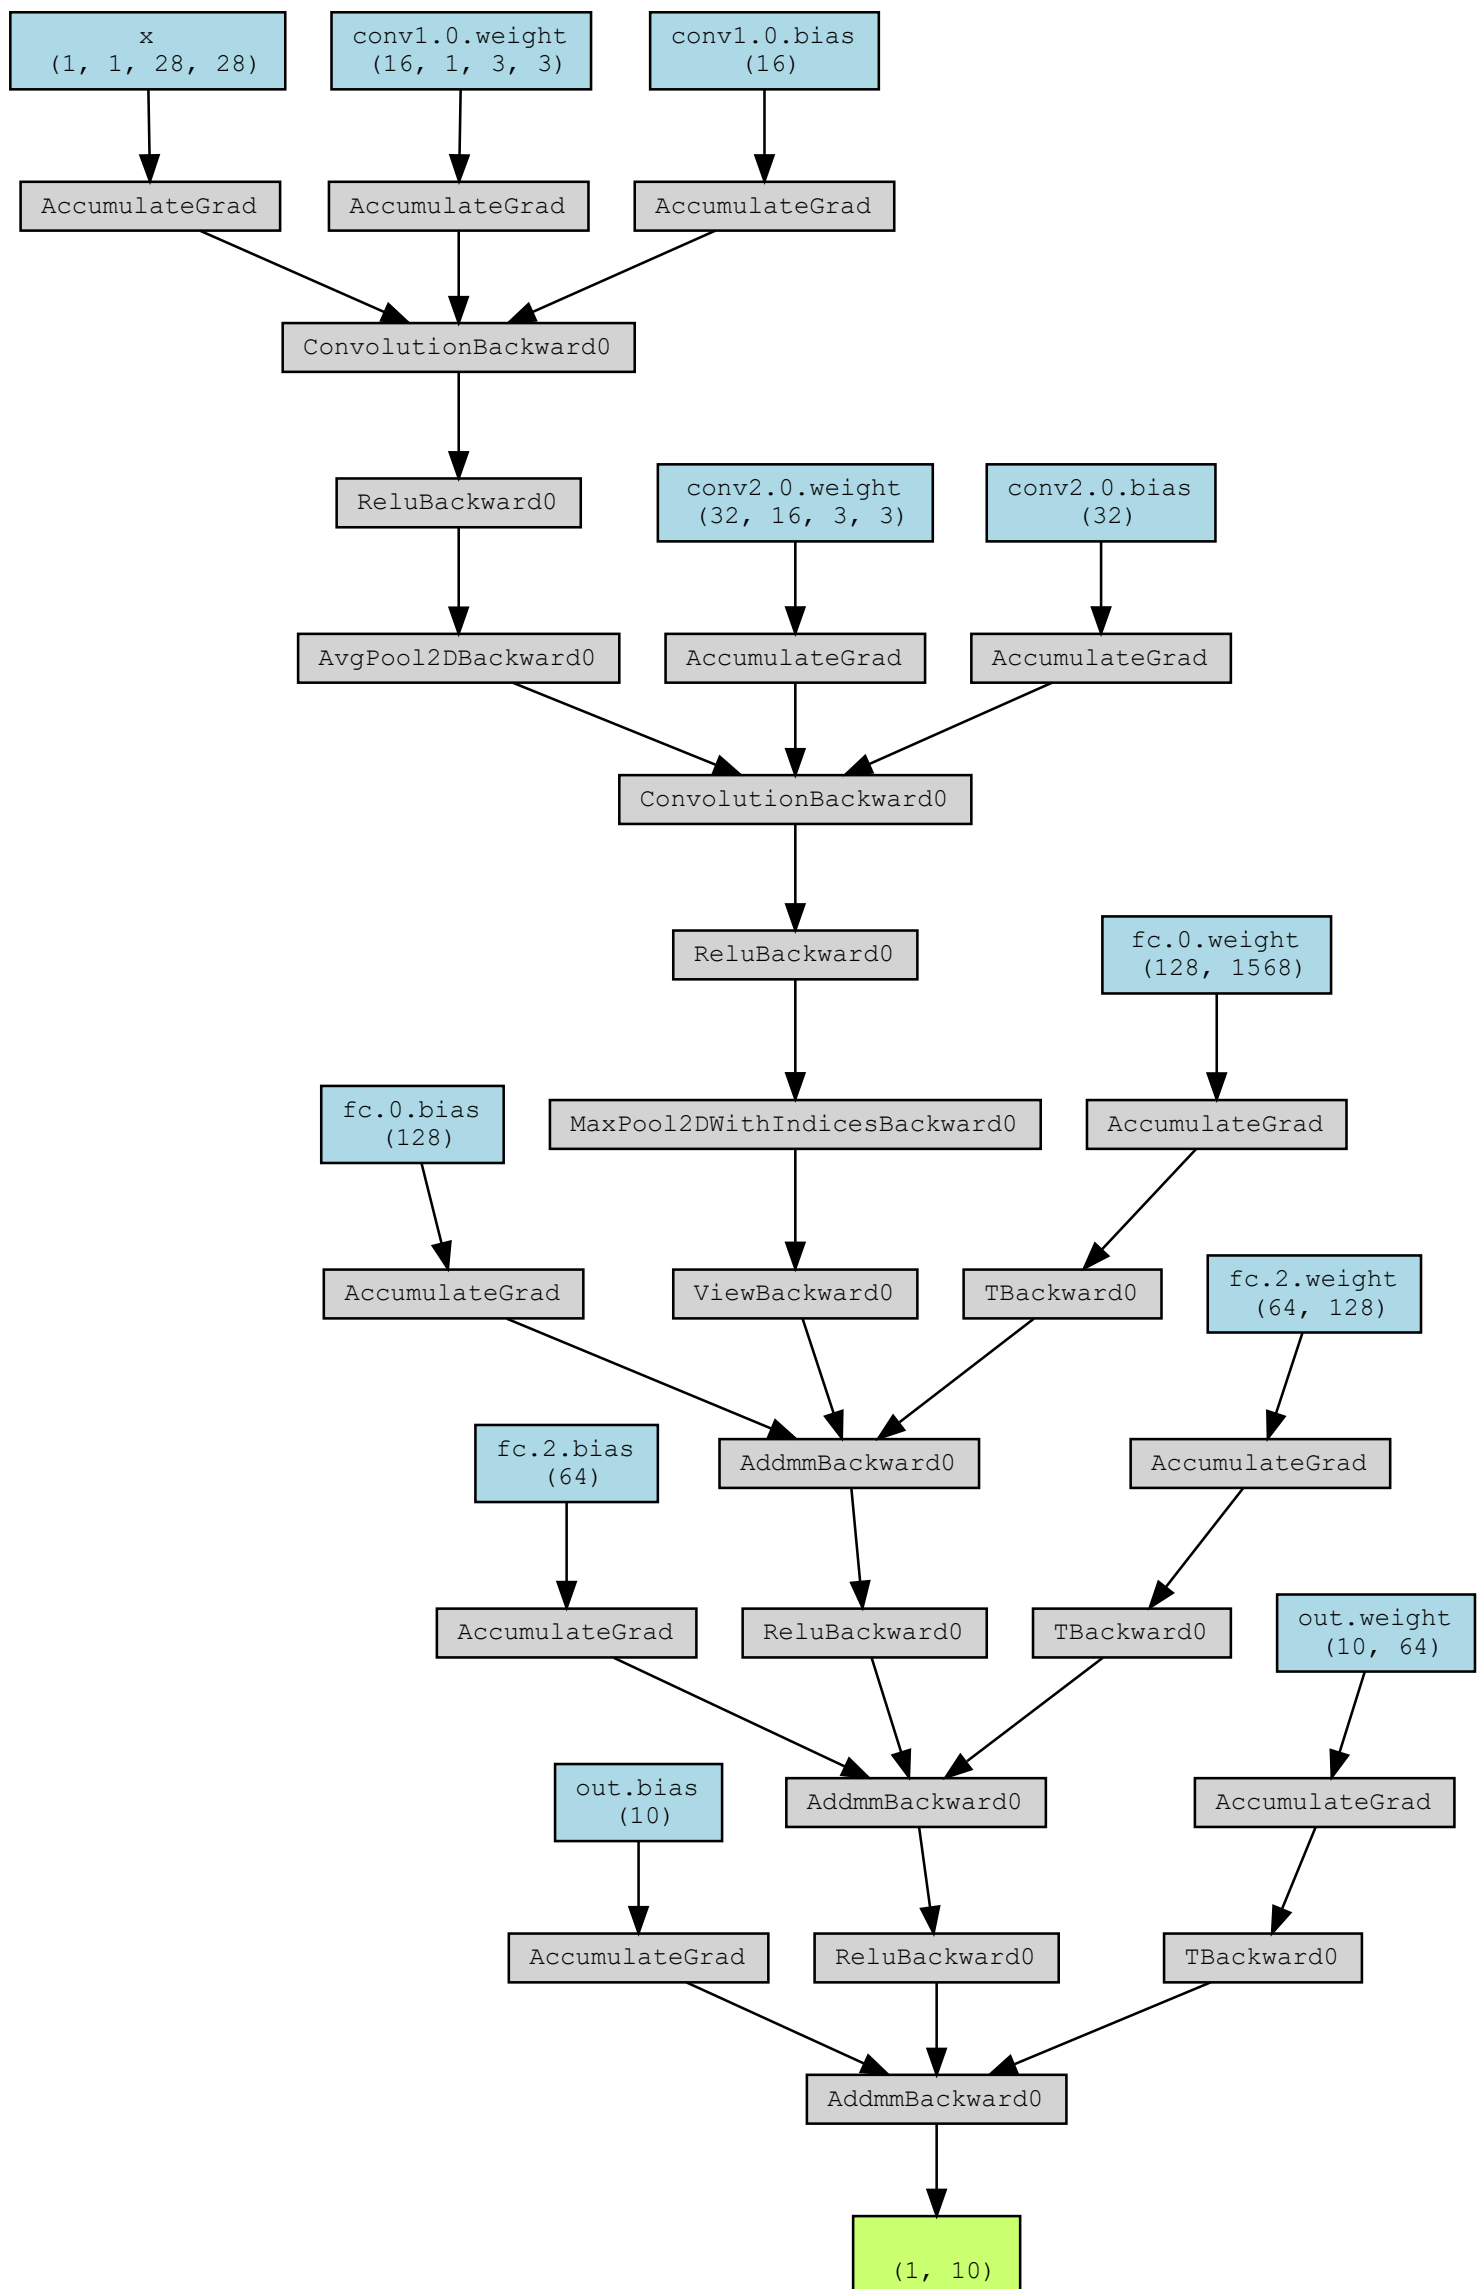 x
(1, 1, 28, 28)
conv1.0.weight
(16, 1, 3, 3)
conv1.0.bias
(16)
AccumulateGrad
AccumulateGrad
AccumulateGrad
ConvolutionBackward0
ReluBackward0
conv2.0.weight
(32, 16, 3, 3)
conv2.0.bias
(32)
AvgPool2DBackward0
AccumulateGrad
AccumulateGrad
ConvolutionBackward0
ReluBackward0
fc.0.weight
(128, 1568)
fc.0.bias
(128)
MaxPool2DWithIndicesBackward0
AccumulateGrad
AccumulateGrad
ViewBackward0
TBackward0
fc.2.weight
(64, 128)
fc.2.bias
(64)
AddmmBackward0
AccumulateGrad
AccumulateGrad
ReluBackward0
TBackward0
out.weight
(10, 64)
out.bias
(10)
AddmmBackward0
AccumulateGrad
AccumulateGrad
ReluBackward0
TBackward0
AddmmBackward0
(1, 10)